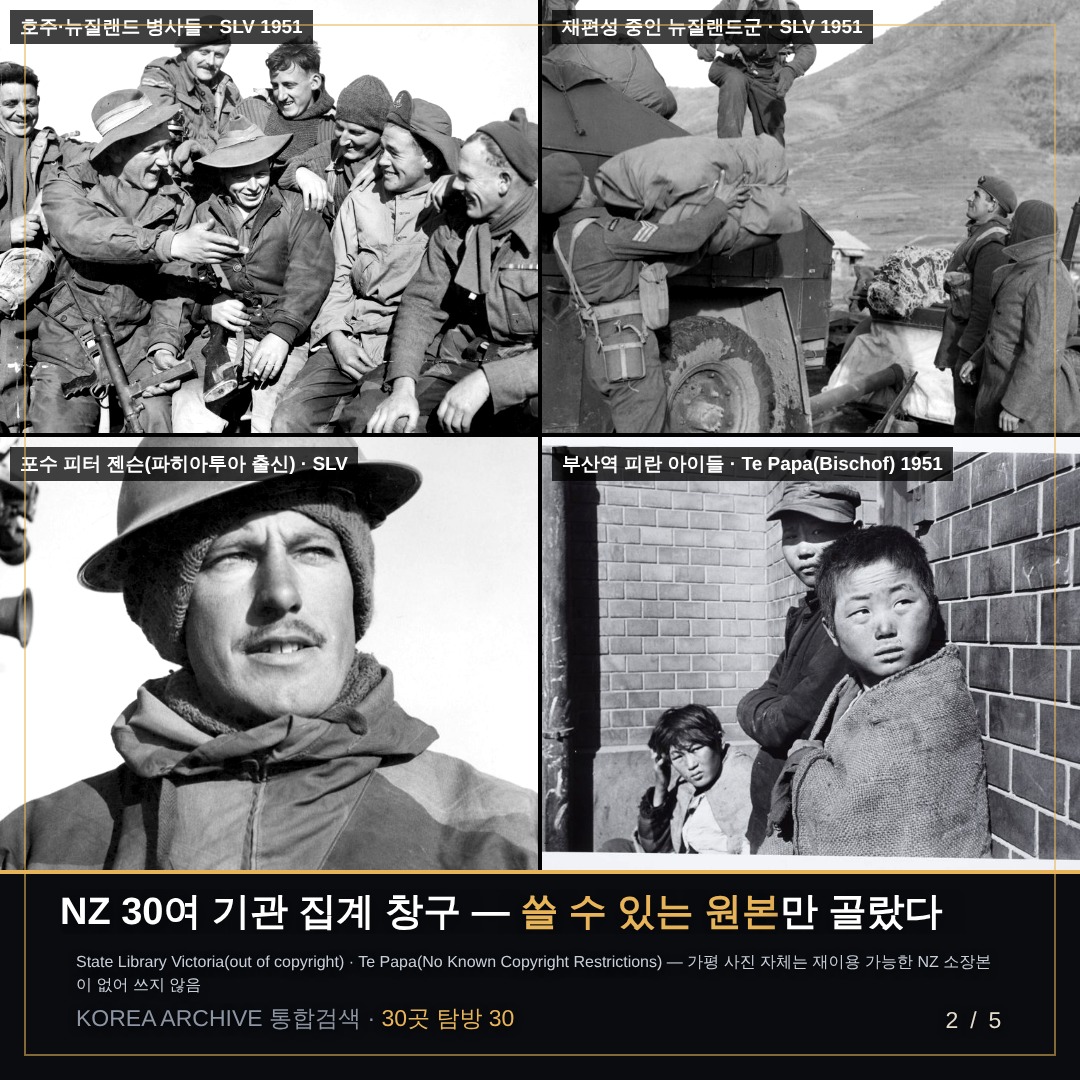 호주·뉴질랜드 병사들 · SLV 1951
재편성 중인 뉴질랜드군 · SLV 1951
포수 피터 젠슨(파히아투아 출신) · SLV
부산역 피란 아이들 · Te Papa(Bischof) 1951
NZ 30여 기관 집계 창구 — 쓸 수 있는 원본만 골랐다
State Library Victoria(out of copyright) · Te Papa(No Known Copyright Restrictions) — 가평 사진 자체는 재이용 가능한 NZ 소장본
이 없어 쓰지 않음
KOREA ARCHIVE 통합검색 · 30곳 탐방 30
2 / 5